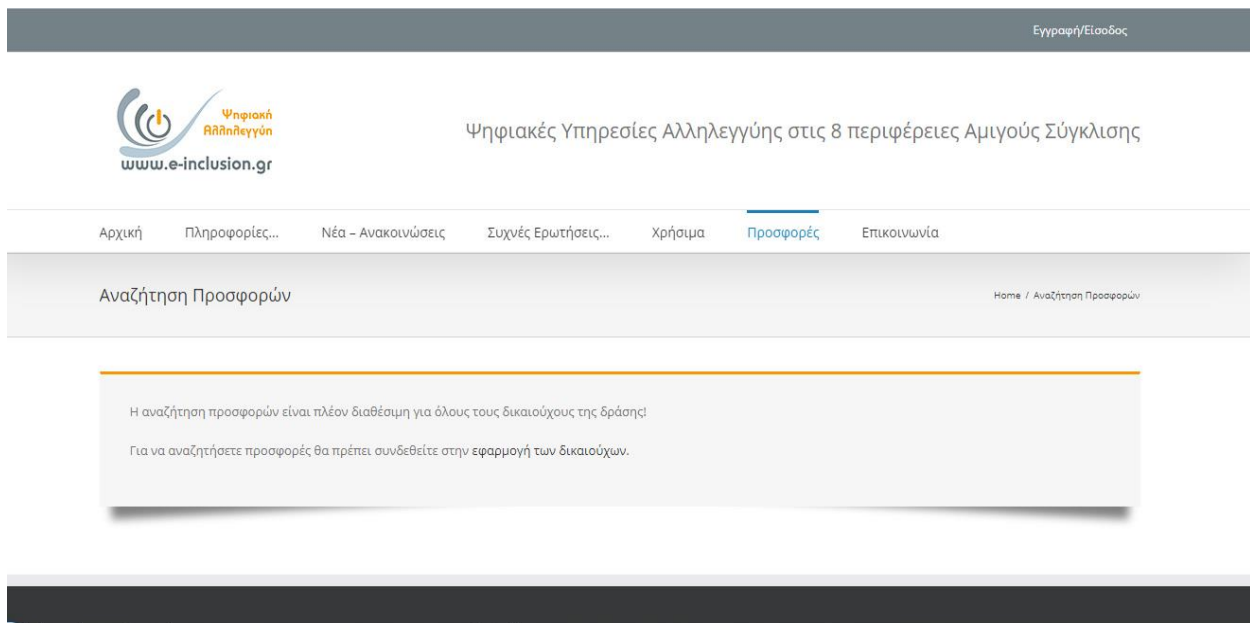 Εγγραφή/Είσοδος
Ψηφιακή
Αλληλεγγύη
www.e-inclusion.gr
Ψηφιακές Υπηρεσίες Αλληλεγγύης στις 8 περιφέρειες Αμιγούς Σύγκλισης
Αρχική Πληροφορίες... Νέα – Ανακοινώσεις Συχνές Ερωτήσεις... Χρήσιμα Προσφορές Επικοινωνία
Αναζήτηση Προσφορών
Home / Αναζήτηση Προσφορών
Η αναζήτηση προσφορών είναι πλέον διαθέσιμη για όλους τους δικαιούχους της δράσης!
Για να αναζητήσετε προσφορές θα πρέπει συνδεθείτε στην εφαρμογή των δικαιούχων.